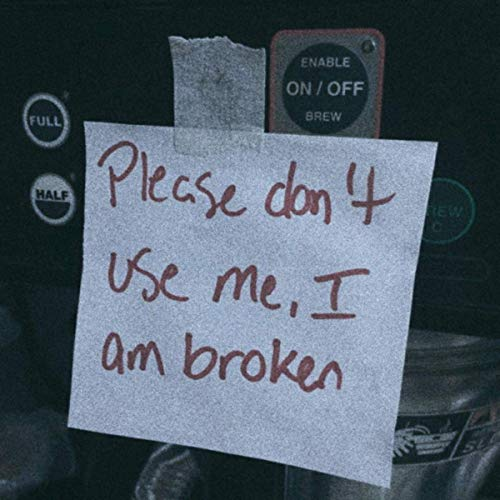 ENABLE
ON / OFF
BREW
FULL
HALF
Please don't
use me, I
am broken